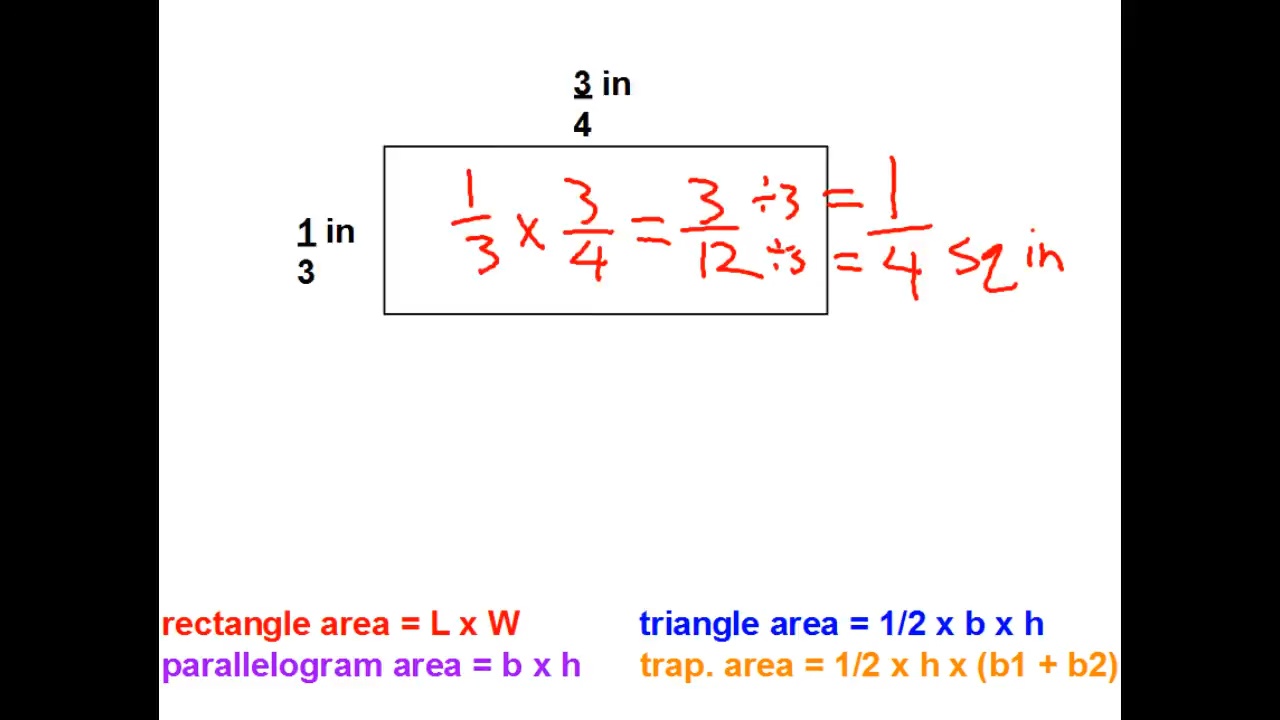 3 in
4
1 in
3
1/3 x 3/4 = 3/12 ÷3/÷3 = 1/4 sq in
rectangle area = L x W
triangle area = 1/2 x b x h
parallelogram area = b x h
trap. area = 1/2 x h x (b1 + b2)